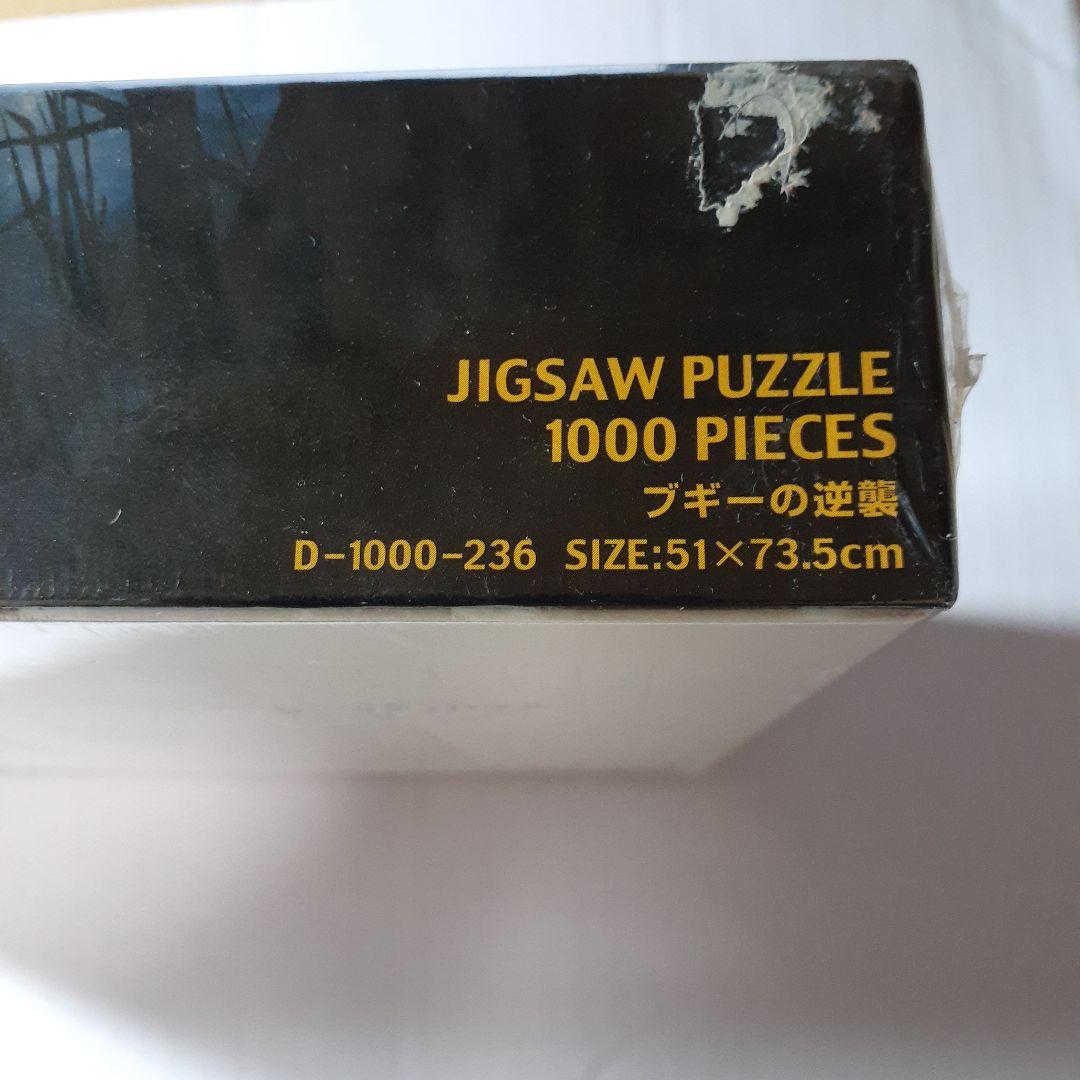 JIGSAW PUZZLE
1000 PIECES
ブギーの逆襲
D-1000-236 SIZE:51×73.5cm